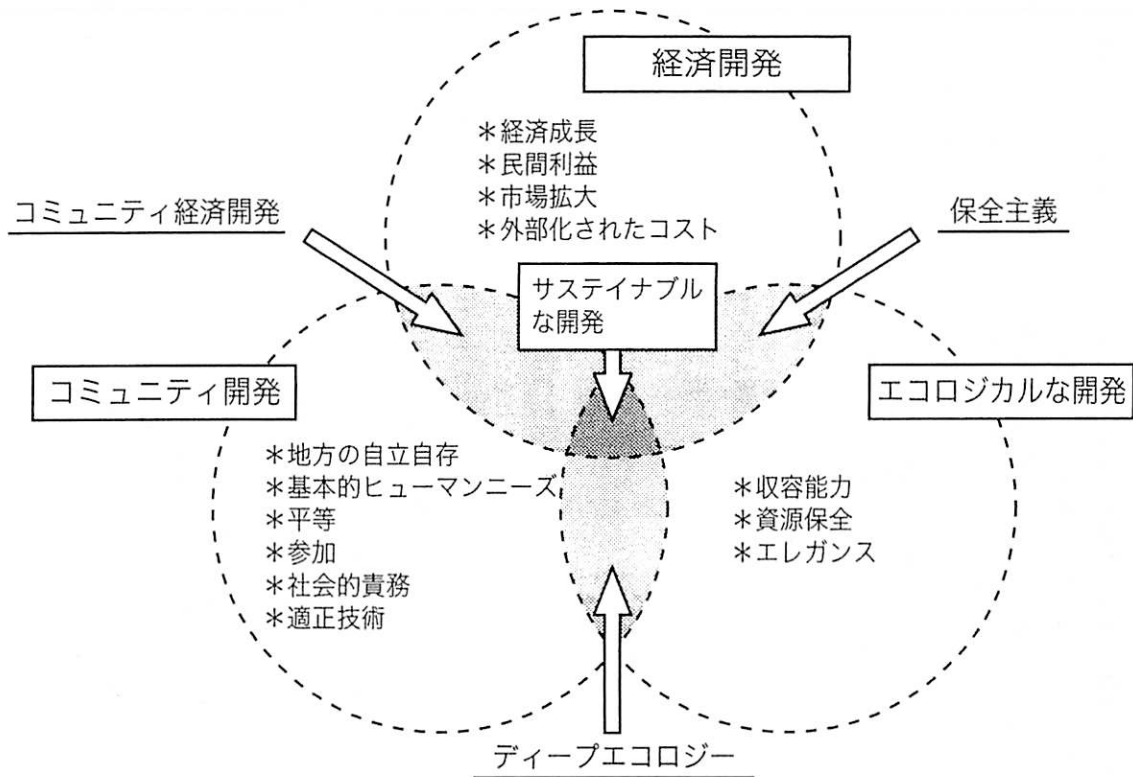 経済開発
＊経済成長
＊民間利益
＊市場拡大
＊外部化されたコスト
コミュニティ経済開発
保全主義
サステイナブル
な開発
コミュニティ開発
エコロジカルな開発
＊地方の自立自存
＊基本的ヒューマンニーズ
＊平等
＊参加
＊社会的責務
＊適正技術
＊収容能力
＊資源保全
＊エレガンス
ディープエコロジー